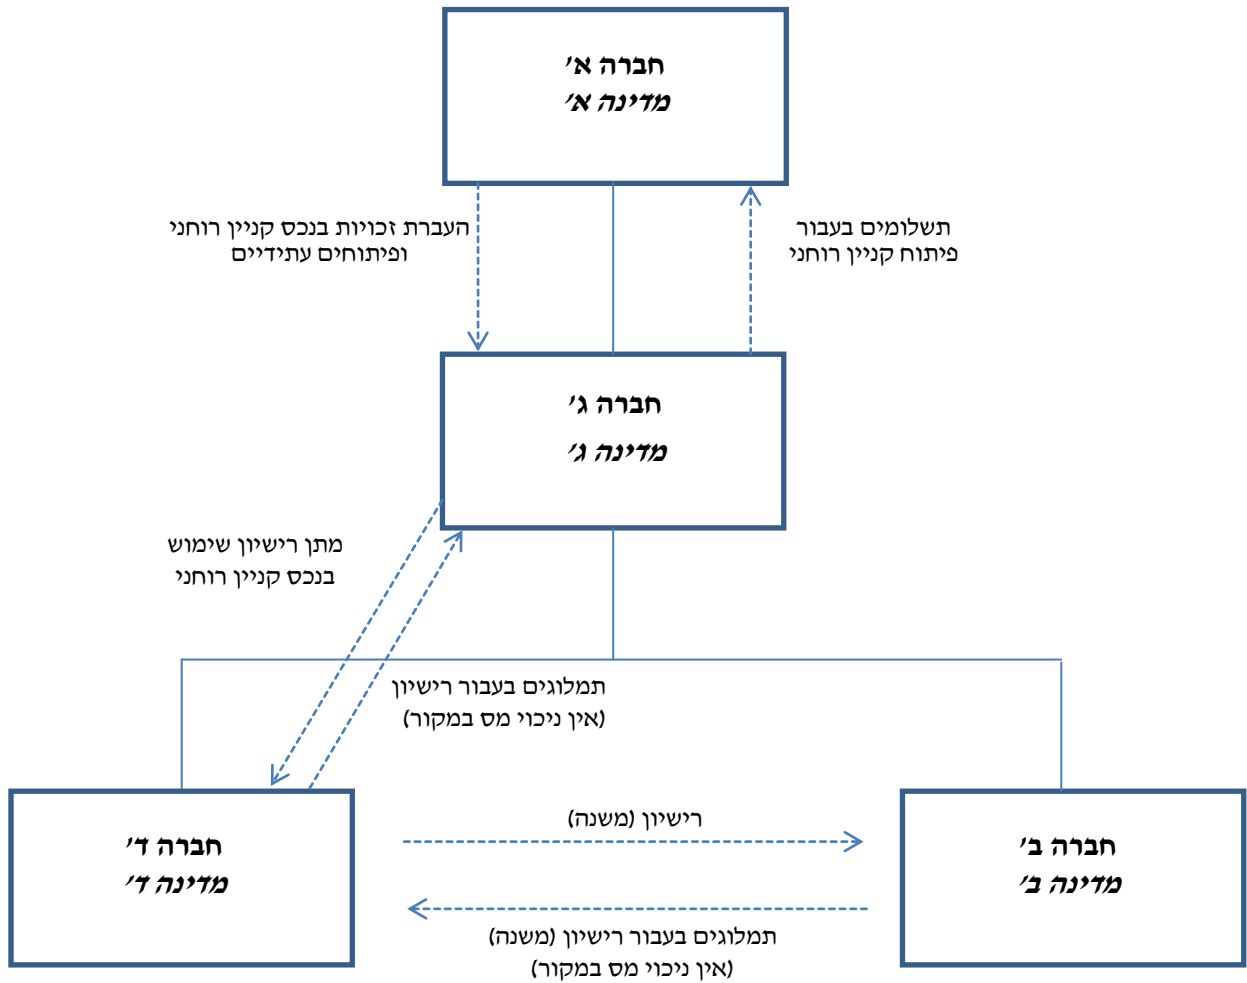 חברה א'
מדינה א'
העברת זכויות בנכס קניין רוחני
ופיתוחים עתידיים
תשלומים בעבור
פיתוח קניין רוחני
חברה ג'
מדינה ג'
מתן רישיון שימוש
בנכס קניין רוחני
תמלוגים בעבור רישיון
(אין ניכוי מס במקור)
חברה ד'
מדינה ד'
רישיון (משנה)
חברה ב'
מדינה ב'
תמלוגים בעבור רישיון (משנה)
(אין ניכוי מס במקור)